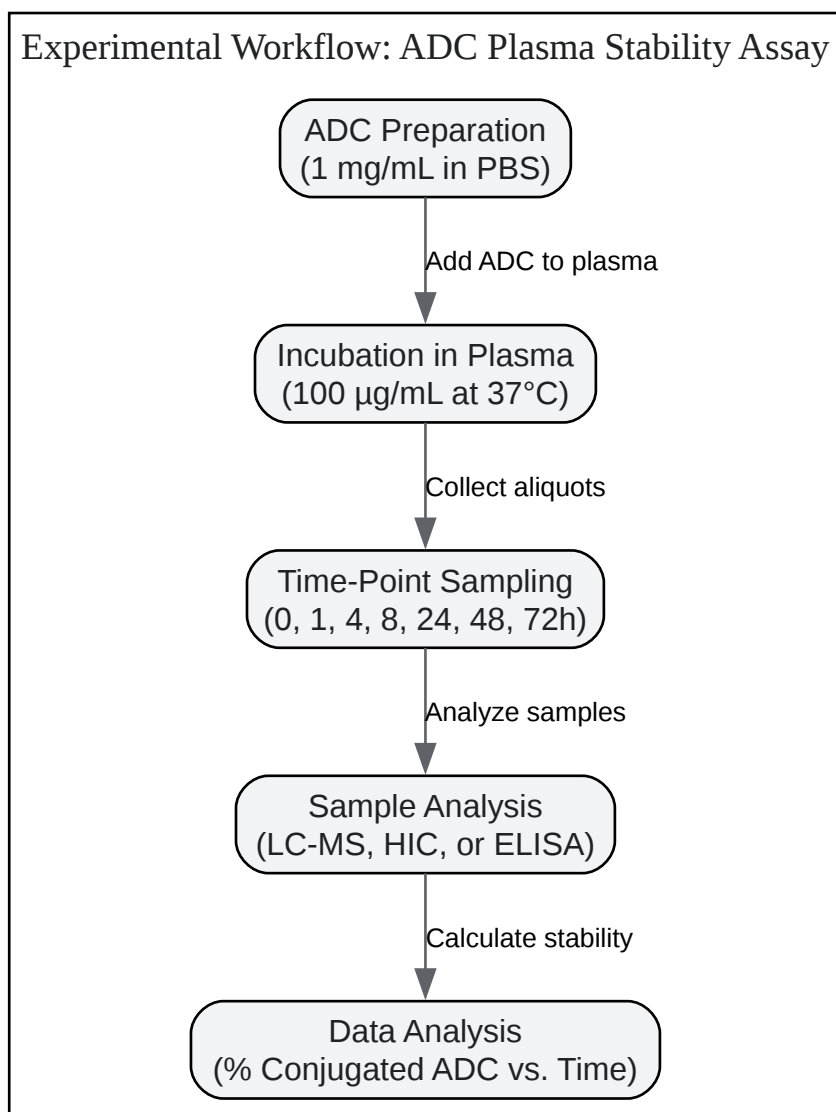 Experimental Workflow: ADC Plasma Stability Assay
ADC Preparation
(1 mg/mL in PBS)
Add ADC to plasma
Incubation in Plasma
(100 µg/mL at 37°C)
Collect aliquots
Time-Point Sampling
(0, 1, 4, 8, 24, 48, 72h)
Analyze samples
Sample Analysis
(LC-MS, HIC, or ELISA)
Calculate stability
Data Analysis
(% Conjugated ADC vs. Time)